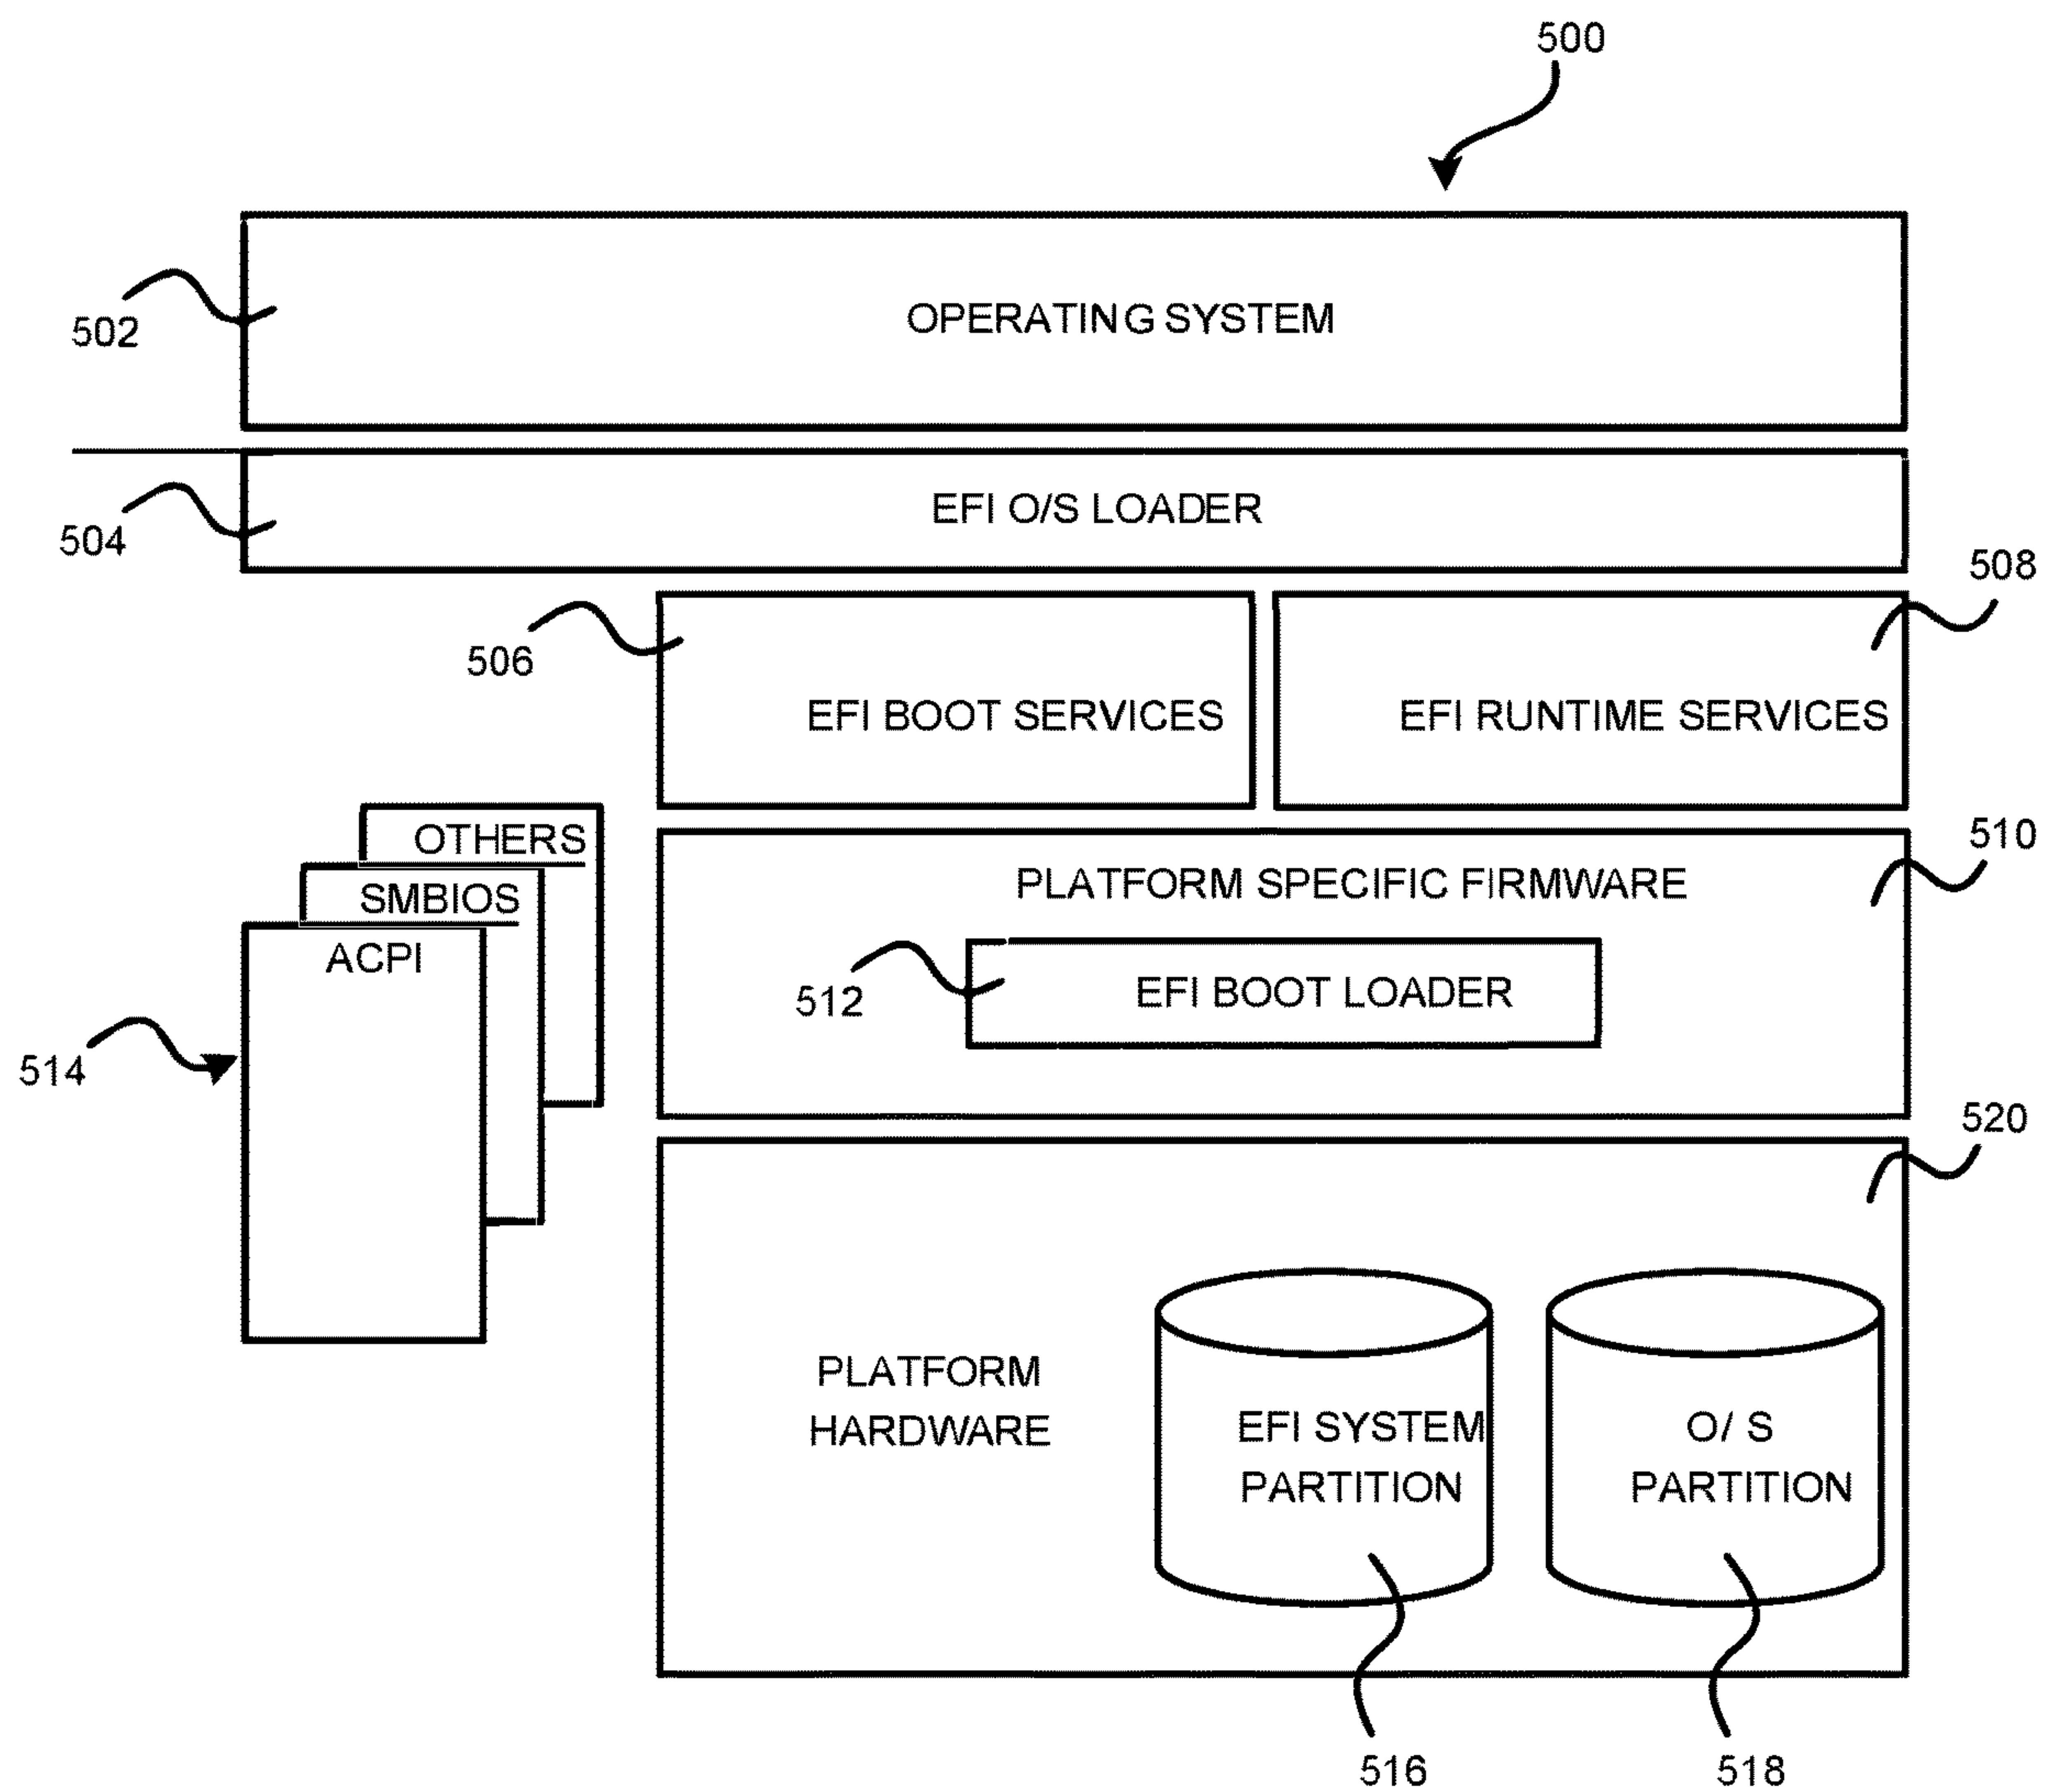 500
OPERATING SYSTEM
502
EFI O/S LOADER
504
508
506
EFI BOOT SERVICES
EFI RUNTIME SERVICES
OTHERS
SMBIOS
ACPI
510
PLATFORM SPECIFIC FIRMWARE
512
EFI BOOT LOADER
514
520
PLATFORM
HARDWARE
EFI SYSTEM
PARTITION
O/ S
PARTITION
516
518